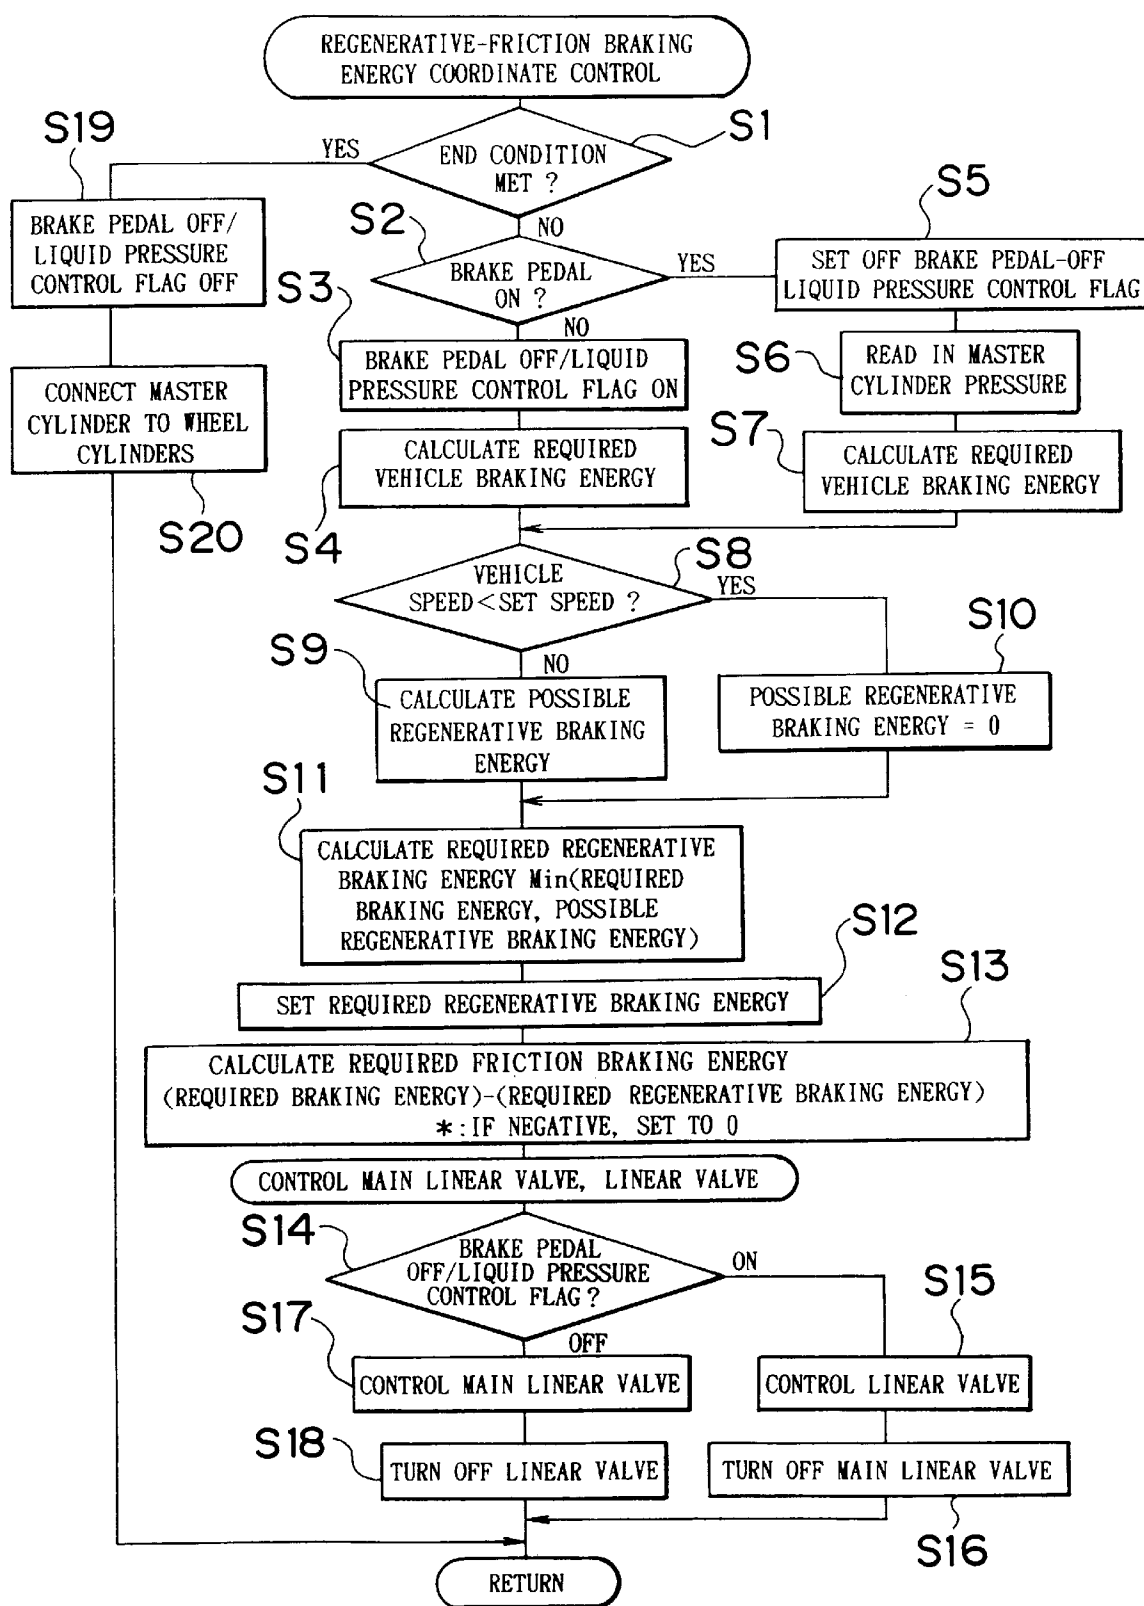 REGENERATIVE-FRICTION BRAKING
ENERGY COORDINATE CONTROL
S1
END CONDITION
MET ?
YES
NO
S19
BRAKE PEDAL OFF/
LIQUID PRESSURE
CONTROL FLAG OFF
S20
CONNECT MASTER
CYLINDER TO WHEEL
CYLINDERS
S2
BRAKE PEDAL
ON ?
YES
NO
S5
SET OFF BRAKE PEDAL-OFF
LIQUID PRESSURE CONTROL FLAG
S3
BRAKE PEDAL OFF/LIQUID
PRESSURE CONTROL FLAG ON
S6
READ IN MASTER
CYLINDER PRESSURE
S4
CALCULATE REQUIRED
VEHICLE BRAKING ENERGY
S7
CALCULATE REQUIRED
VEHICLE BRAKING ENERGY
S8
VEHICLE
SPEED<SET SPEED ?
YES
NO
S9
CALCULATE POSSIBLE
REGENERATIVE BRAKING
ENERGY
S10
POSSIBLE REGENERATIVE
BRAKING ENERGY = 0
S11
CALCULATE REQUIRED REGENERATIVE
BRAKING ENERGY Min(REQUIRED
BRAKING ENERGY, POSSIBLE
REGENERATIVE BRAKING ENERGY)
S12
SET REQUIRED REGENERATIVE BRAKING ENERGY
S13
CALCULATE REQUIRED FRICTION BRAKING ENERGY
(REQUIRED BRAKING ENERGY)-(REQUIRED REGENERATIVE BRAKING ENERGY)
*:IF NEGATIVE, SET TO 0
CONTROL MAIN LINEAR VALVE, LINEAR VALVE
S14
BRAKE PEDAL
OFF/LIQUID PRESSURE
CONTROL FLAG?
ON
OFF
S17
CONTROL MAIN LINEAR VALVE
S15
CONTROL LINEAR VALVE
S18
TURN OFF LINEAR VALVE
TURN OFF MAIN LINEAR VALVE
S16
RETURN